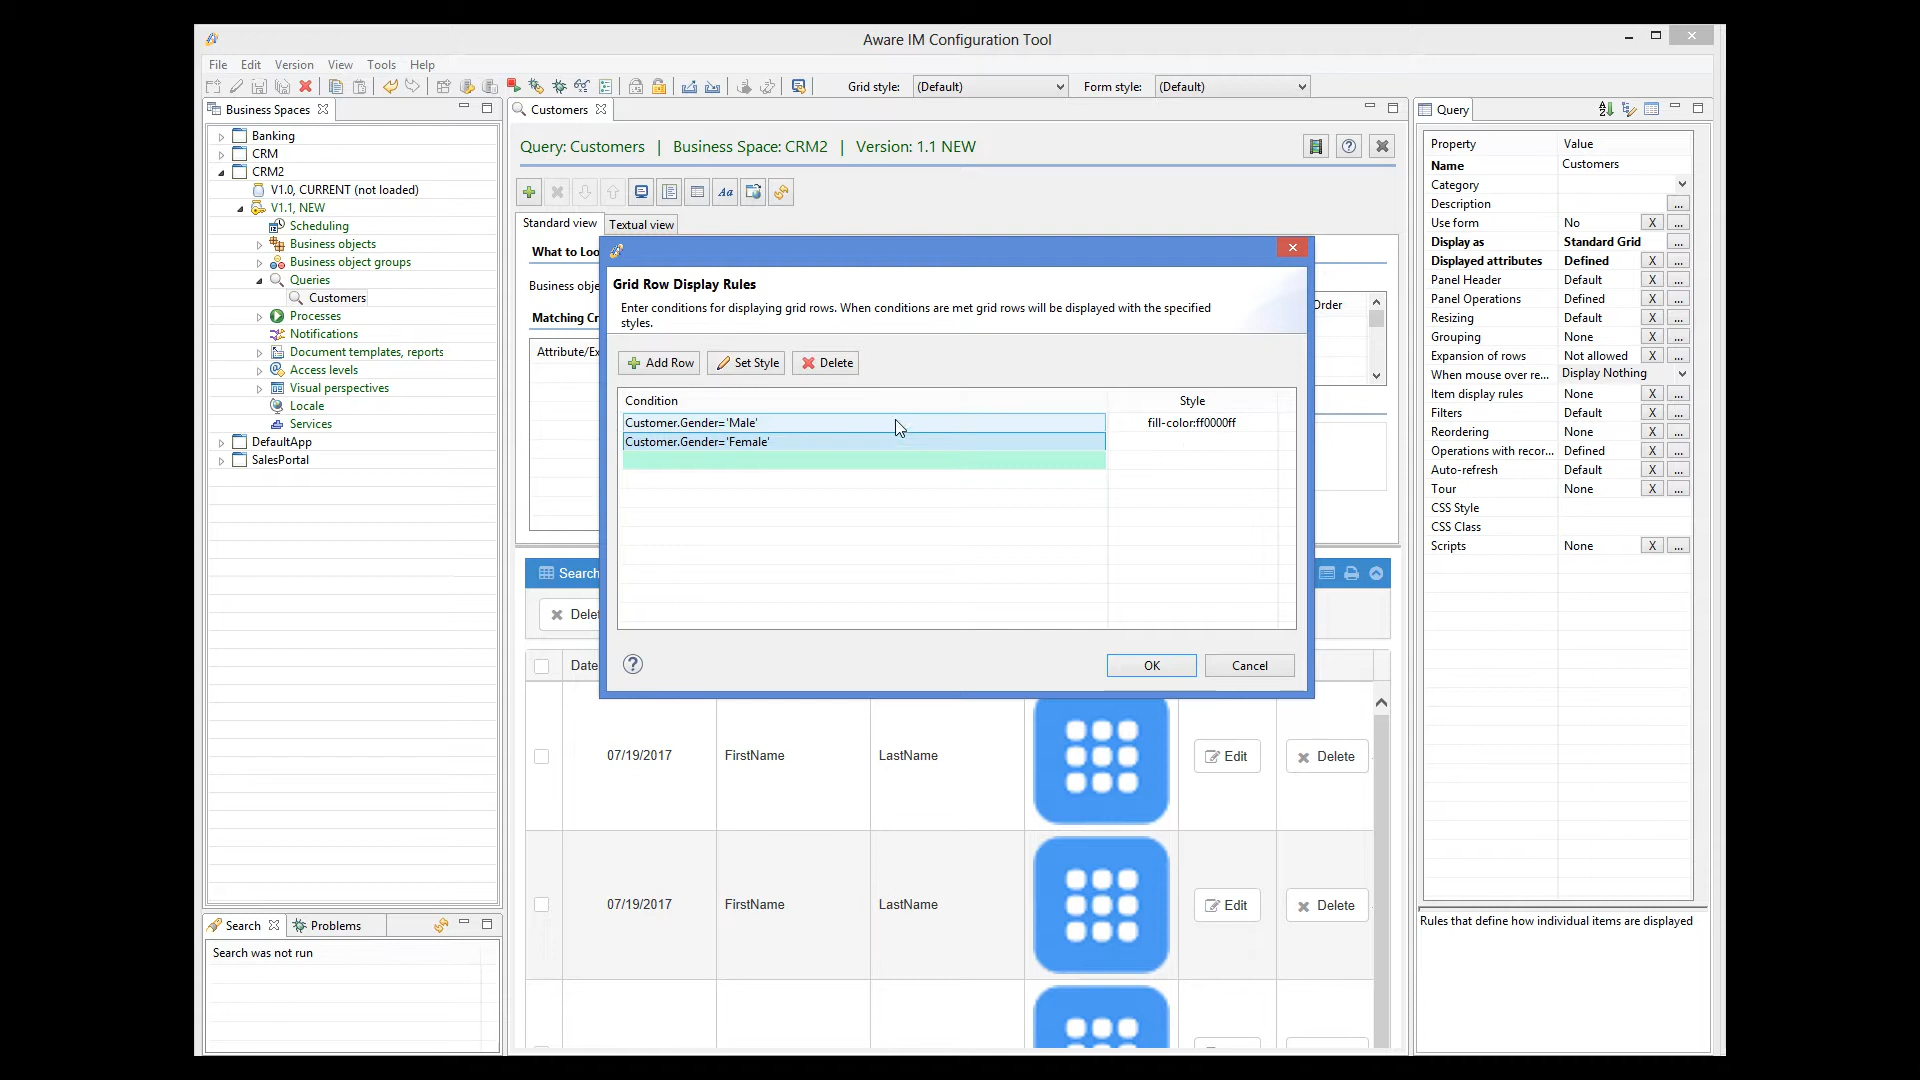 Aware IM Configuration Tool
File Edit Version View Tools Help
Grid style: (Default) Form style: (Default)
Business Spaces
Banking
CRM
CRM2
V1.0, CURRENT (not loaded)
V1.1, NEW
Scheduling
Business objects
Business object groups
Queries
Customers
Processes
Notifications
Document templates, reports
Access levels
Visual perspectives
Locale
Services
DefaultApp
SalesPortal
Search Problems
Search was not run
Customers
Query: Customers | Business Space: CRM2 | Version: 1.1 NEW
Aa
Standard view Textual view
What to Loo
Business obje
Order
Matching Cr
Attribute/Ex
Grid Row Display Rules
Enter conditions for displaying grid rows. When conditions are met grid rows will be displayed with the specified
styles.
Add Row Set Style Delete
Condition Style
Customer.Gender='Male' fill-color:ff0000ff
Customer.Gender='Female'
OK Cancel
Search
Delet
Date
07/19/2017 FirstName LastName Edit Delete
07/19/2017 FirstName LastName Edit Delete
Query
Property Value
Name Customers
Category
Description ...
Use form No X ...
Display as Standard Grid ...
Displayed attributes Defined X ...
Panel Header Default X ...
Panel Operations Defined X ...
Resizing Default X ...
Grouping None X ...
Expansion of rows Not allowed X ...
When mouse over re... Display Nothing
Item display rules None X ...
Filters Default X ...
Reordering None X ...
Operations with recor... Defined X ...
Auto-refresh Default X ...
Tour None X ...
CSS Style
CSS Class
Scripts None X ...
Rules that define how individual items are displayed